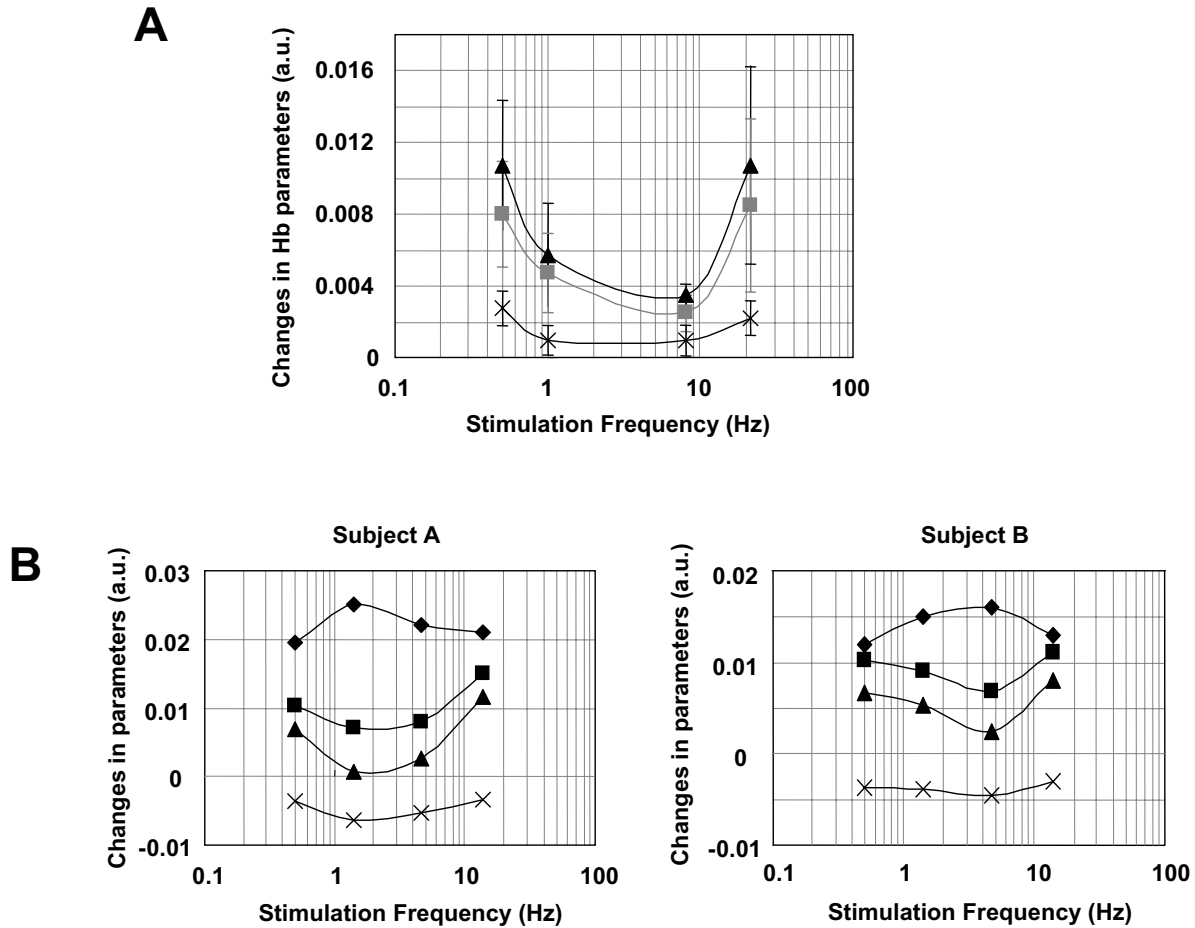 A
Changes in Hb parameters (a.u.)
0.016
0.012
0.008
0.004
0
0.1 1 10 100
Stimulation Frequency (Hz)
B
Subject A
Changes in parameters (a.u.)
0.03
0.02
0.01
0
-0.01
0.1 1 10 100
Stimulation Frequency (Hz)
Subject B
Changes in parameters (a.u.)
0.02
0.01
0
-0.01
0.1 1 10 100
Stimulation Frequency (Hz)